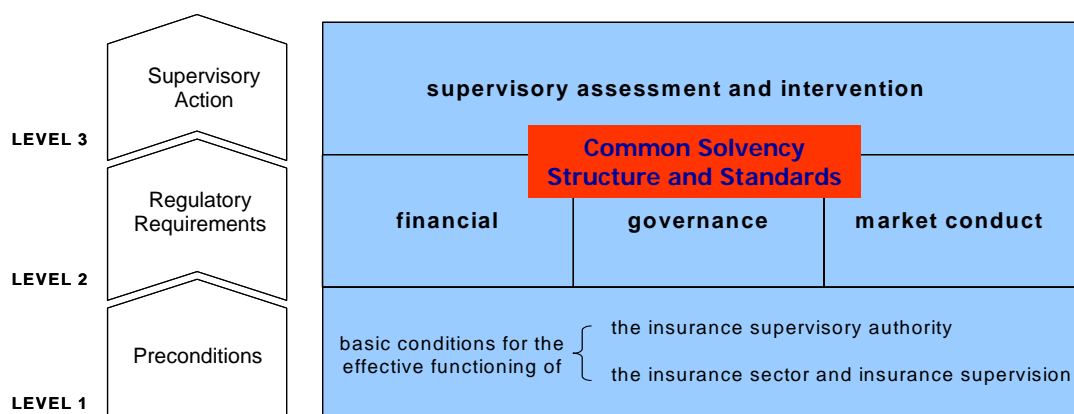 Supervisory
Action
LEVEL 3
supervisory assessment and intervention
Common Solvency
Structure and Standards
Regulatory
Requirements
LEVEL 2
financial
governance
market conduct
Preconditions
LEVEL 1
basic conditions for the
effective functioning of
the insurance supervisory authority
the insurance sector and insurance supervision